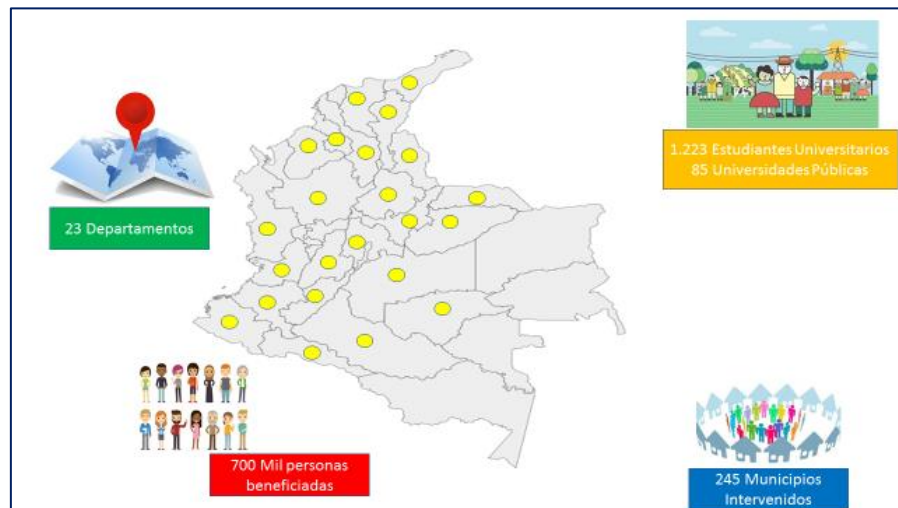 1.223 Estudiantes Universitarios
85 Universidades Públicas
23 Departamentos
700 Mil personas
beneficiadas
245 Municipios
Intervenidos